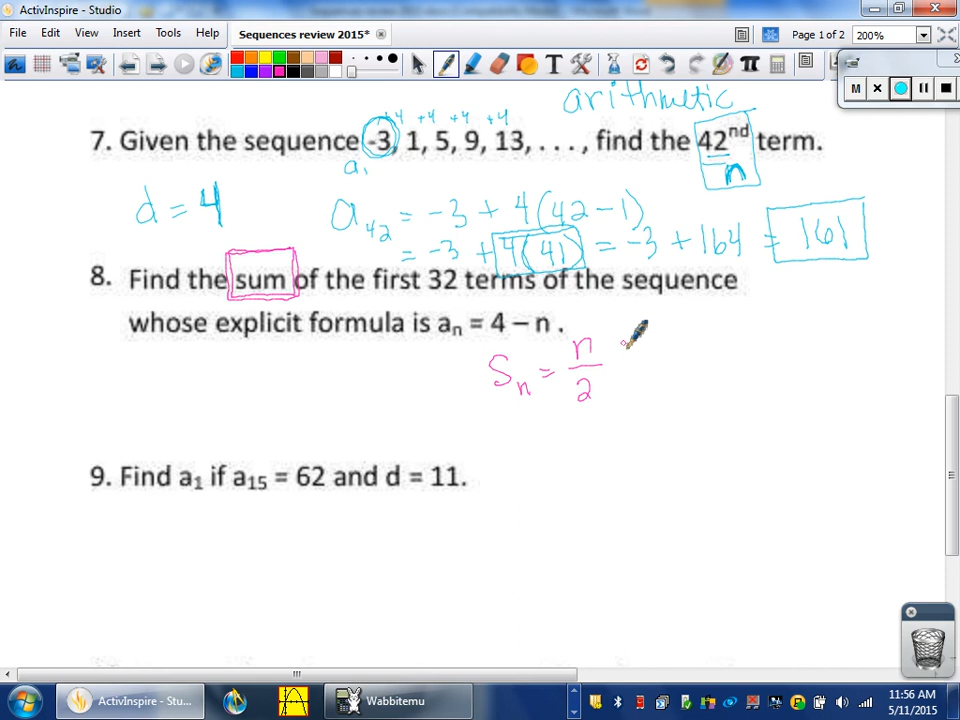 ActivInspire - Studio
File Edit View Insert Tools Help Sequences review 2015* Page 1 of 2 200%
arithmetic
+4 +4 +4 +4
7. Given the sequence -3, 1, 5, 9, 13, . . . , find the 42nd term.
a1 n
d = 4 a42 = -3 + 4(42-1)
= -3 + 4(41) = -3 + 164 = 161
8. Find the sum of the first 32 terms of the sequence
whose explicit formula is an = 4 – n .
Sn = n/2
9. Find a1 if a15 = 62 and d = 11.
ActivInspire - Stu... Wabbitemu 11:56 AM
5/11/2015